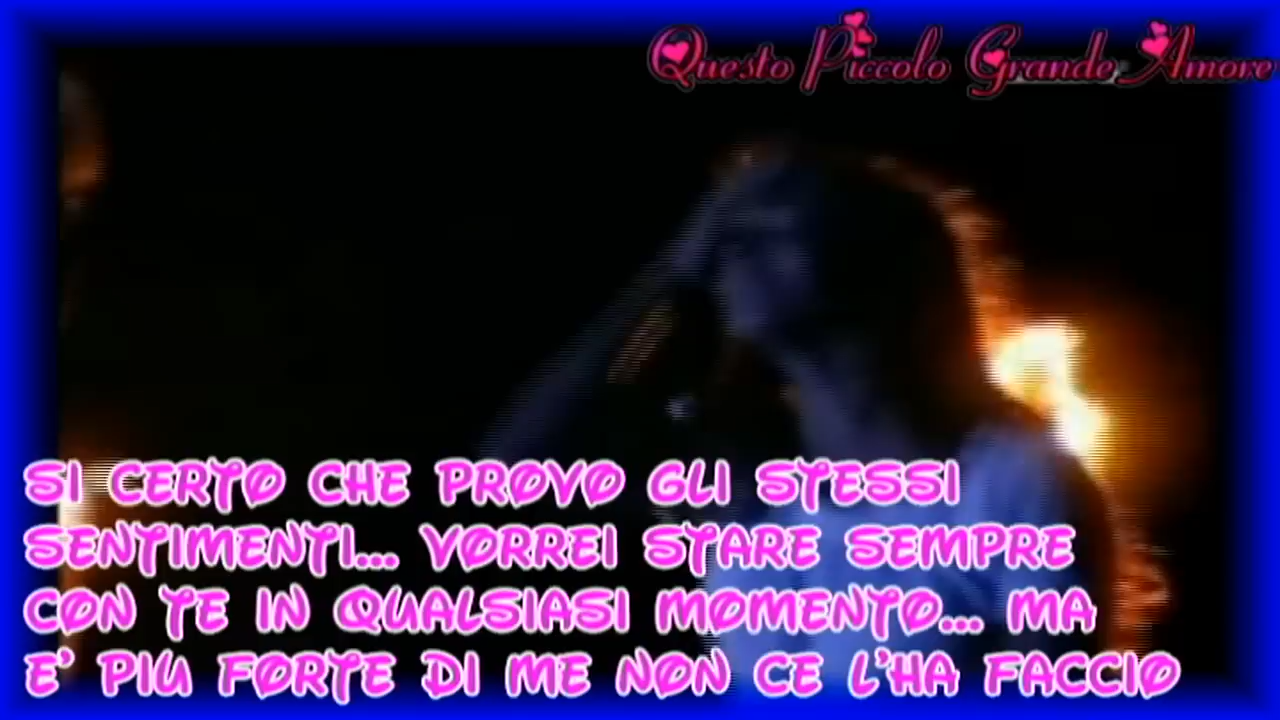 Questo Piccolo Grande Amore
SI CERTO CHE PROVO GLI STESSI
SENTIMENTI... VORREI STARE SEMPRE
CON TE IN QUALSIASI MOMENTO... MA
E' PIU FORTE DI ME NON CE L'HA FACCIO